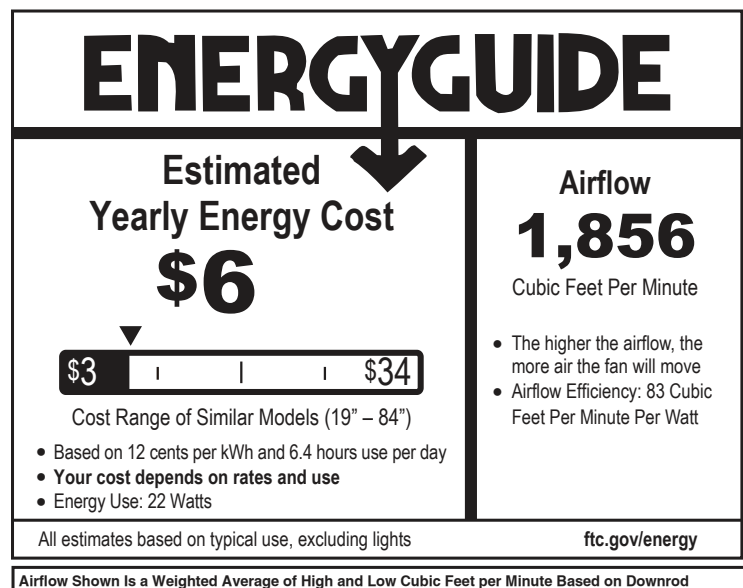 ENERGYGUIDE
Estimated
Yearly Energy Cost
$6
$3
$34
Cost Range of Similar Models (19” – 84”)
● Based on 12 cents per kWh and 6.4 hours use per day
● Your cost depends on rates and use
● Energy Use: 22 Watts
Airflow
1,856
Cubic Feet Per Minute
● The higher the airflow, the
more air the fan will move
● Airflow Efficiency: 83 Cubic
Feet Per Minute Per Watt
All estimates based on typical use, excluding lights
ftc.gov/energy
Airflow Shown Is a Weighted Average of High and Low Cubic Feet per Minute Based on Downrod